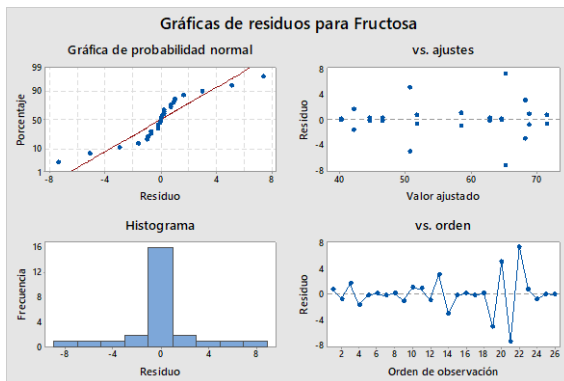 Gráficas de residuos para Fructosa
Gráfica de probabilidad normal
99
90
50
10
1
Porcentaje
-8 -4 0 4 8
Residuo
vs. ajustes
8
4
0
-4
-8
Residuo
40 50 60 70
Valor ajustado
Histograma
16
12
8
4
0
Frecuencia
-8 -4 0 4 8
Residuo
vs. orden
8
4
0
-4
-8
Residuo
2 4 6 8 10 12 14 16 18 20 22 24 26
Orden de observación